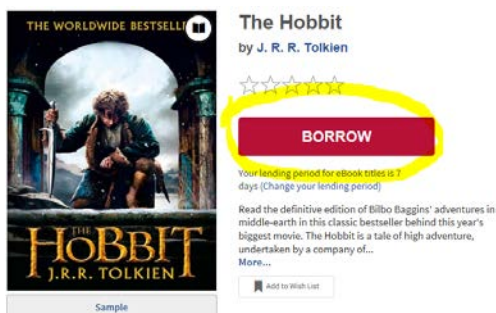 THE WORLDWIDE BESTSELL
THE
HOBBIT
J.R.R. TOLKIEN
Sample
The Hobbit
by J. R. R. Tolkien
BORROW
Your lending period for eBook titles is 7
days (Change your lending period)
Read the definitive edition of Bilbo Baggins' adventures in
middle-earth in this classic bestseller behind this year's
biggest movie. The Hobbit is a tale of high adventure,
undertaken by a company of...
More...
Add to Wish List